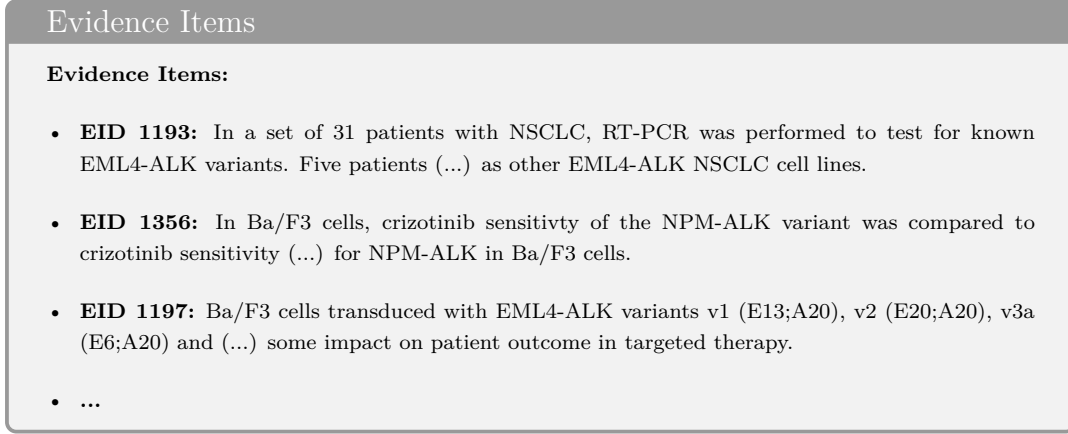 Evidence Items
Evidence Items:
• EID 1193: In a set of 31 patients with NSCLC, RT-PCR was performed to test for known
EML4-ALK variants. Five patients (...) as other EML4-ALK NSCLC cell lines.
• EID 1356: In Ba/F3 cells, crizotinib sensitivty of the NPM-ALK variant was compared to
crizotinib sensitivity (...) for NPM-ALK in Ba/F3 cells.
• EID 1197: Ba/F3 cells transduced with EML4-ALK variants v1 (E13;A20), v2 (E20;A20), v3a
(E6;A20) and (...) some impact on patient outcome in targeted therapy.
• ...